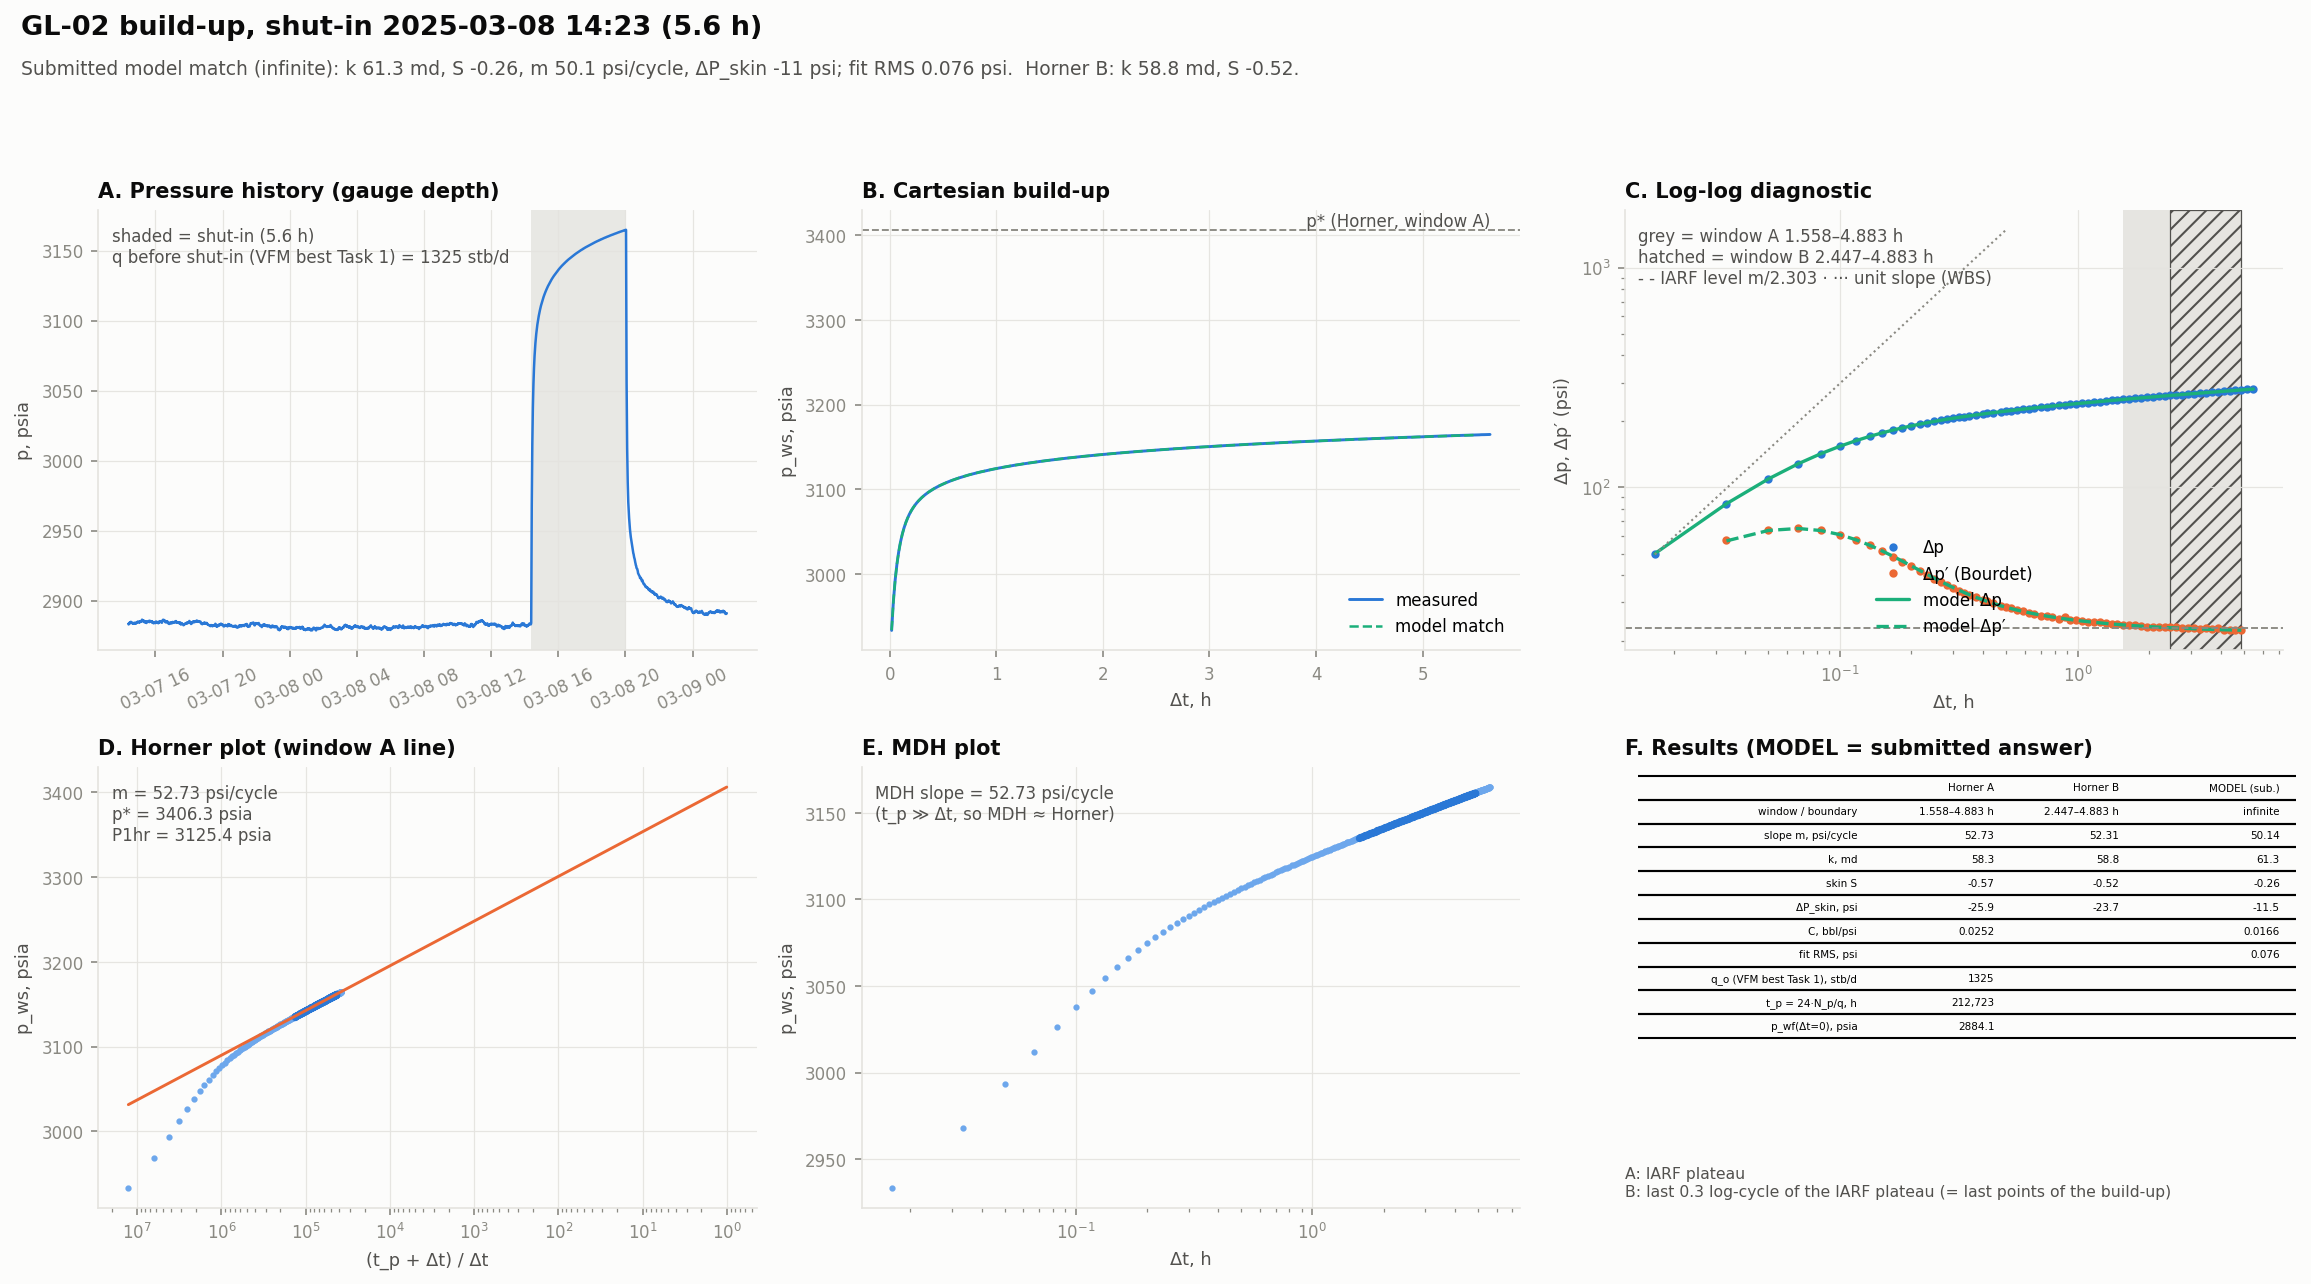 GL-02 build-up, shut-in 2025-03-08 14:23 (5.6 h)
Submitted model match (infinite): k 61.3 md, S -0.26, m 50.1 psi/cycle, ΔP_skin -11 psi; fit RMS 0.076 psi.  Horner B: k 58.8 md, S -0.52.
A. Pressure history (gauge depth)
shaded = shut-in (5.6 h)
q before shut-in (VFM best Task 1) = 1325 stb/d
p, psia
3150
3100
3050
3000
2950
2900
03-07 16
03-07 20
03-08 00
03-08 04
03-08 08
03-08 12
03-08 16
03-08 20
03-09 00
B. Cartesian build-up
p* (Horner, window A)
p_ws, psia
3400
3300
3200
3100
3000
measured
model match
0
1
2
3
4
5
Δt, h
C. Log-log diagnostic
grey = window A 1.558–4.883 h
hatched = window B 2.447–4.883 h
- - IARF level m/2.303 · ··· unit slope (WBS)
Δp, Δp′ (psi)
10³
10²
Δp
Δp′ (Bourdet)
model Δp
model Δp′
10⁻¹
10⁰
Δt, h
D. Horner plot (window A line)
m = 52.73 psi/cycle
p* = 3406.3 psia
P1hr = 3125.4 psia
p_ws, psia
3400
3300
3200
3100
3000
10⁷
10⁶
10⁵
10⁴
10³
10²
10¹
10⁰
(t_p + Δt) / Δt
E. MDH plot
MDH slope = 52.73 psi/cycle
(t_p ≫ Δt, so MDH ≈ Horner)
p_ws, psia
3150
3100
3050
3000
2950
10⁻¹
10⁰
Δt, h
F. Results (MODEL = submitted answer)
Horner A Horner B MODEL (sub.)
window / boundary 1.558–4.883 h 2.447–4.883 h infinite
slope m, psi/cycle 52.73 52.31 50.14
k, md 58.3 58.8 61.3
skin S -0.57 -0.52 -0.26
ΔP_skin, psi -25.9 -23.7 -11.5
C, bbl/psi 0.0252 0.0166
fit RMS, psi 0.076
q_o (VFM best Task 1), stb/d 1325
t_p = 24·N_p/q, h 212,723
p_wf(Δt=0), psia 2884.1
A: IARF plateau
B: last 0.3 log-cycle of the IARF plateau (= last points of the build-up)